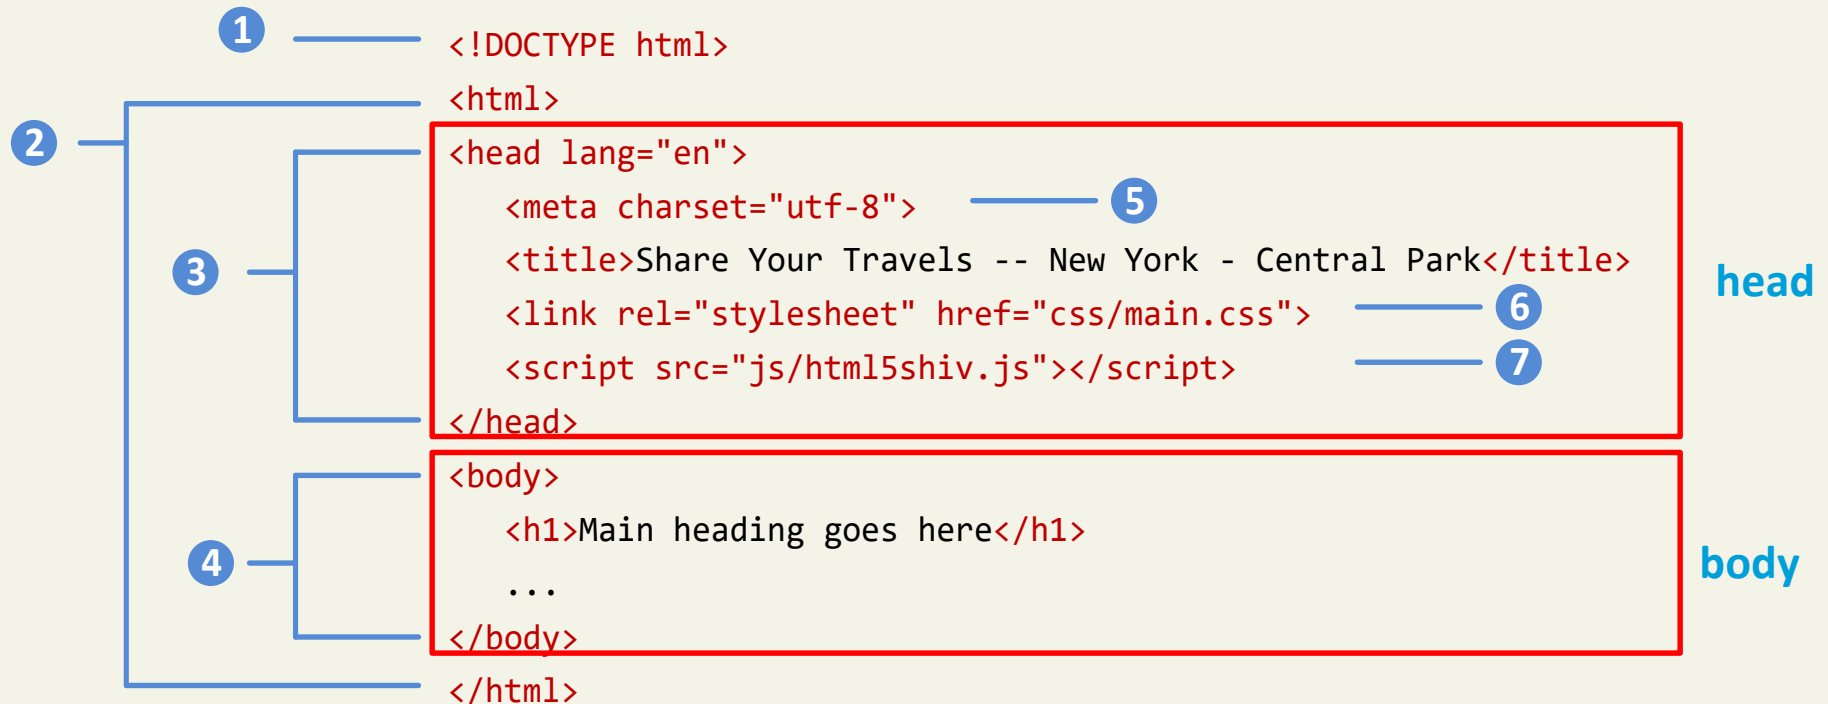 1 <!DOCTYPE html>
<html>
2
<head lang="en">
<meta charset="utf-8"> 5
3 <title>Share Your Travels -- New York - Central Park</title>
head
<link rel="stylesheet" href="css/main.css"> 6
<script src="js/html5shiv.js"></script> 7
</head>
<body>
<h1>Main heading goes here</h1>
4 body
...
</body>
</html>